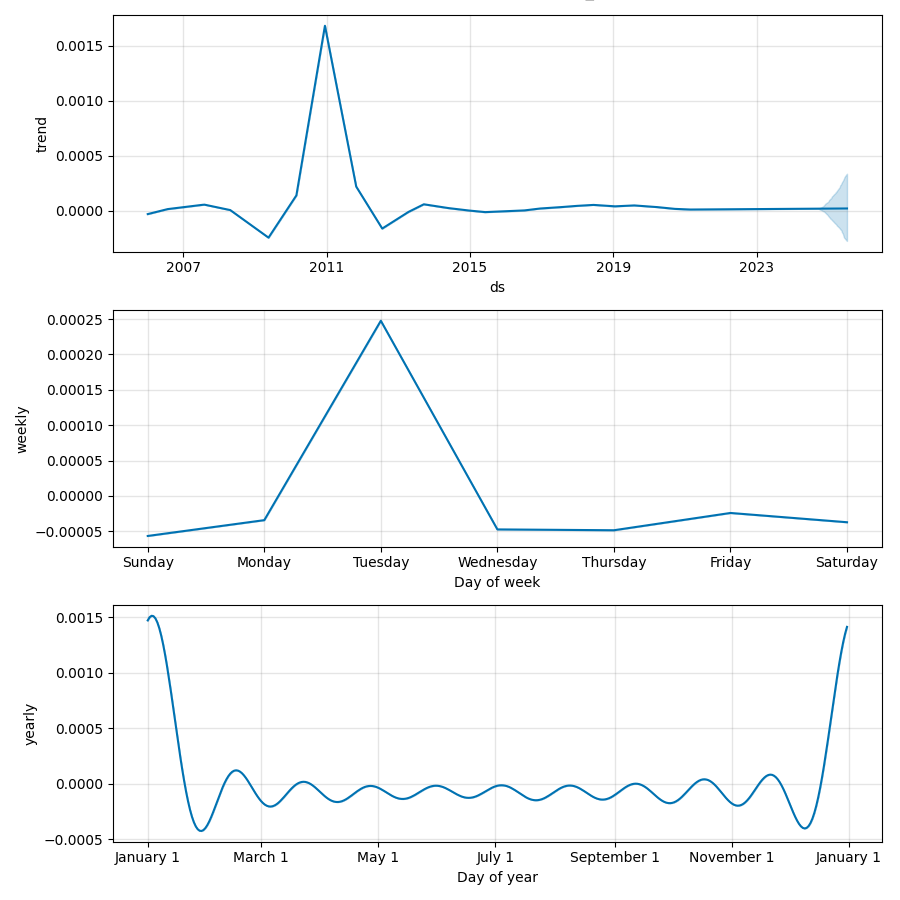 0.0015
0.0010
0.0005
0.0000
trend
2007 2011 2015 2019 2023
ds
0.00025
0.00020
0.00015
0.00010
0.00005
0.00000
−0.00005
weekly
Sunday Monday Tuesday Wednesday Thursday Friday Saturday
Day of week
0.0015
0.0010
0.0005
0.0000
−0.0005
yearly
January 1 March 1 May 1 July 1 September 1 November 1 January 1
Day of year